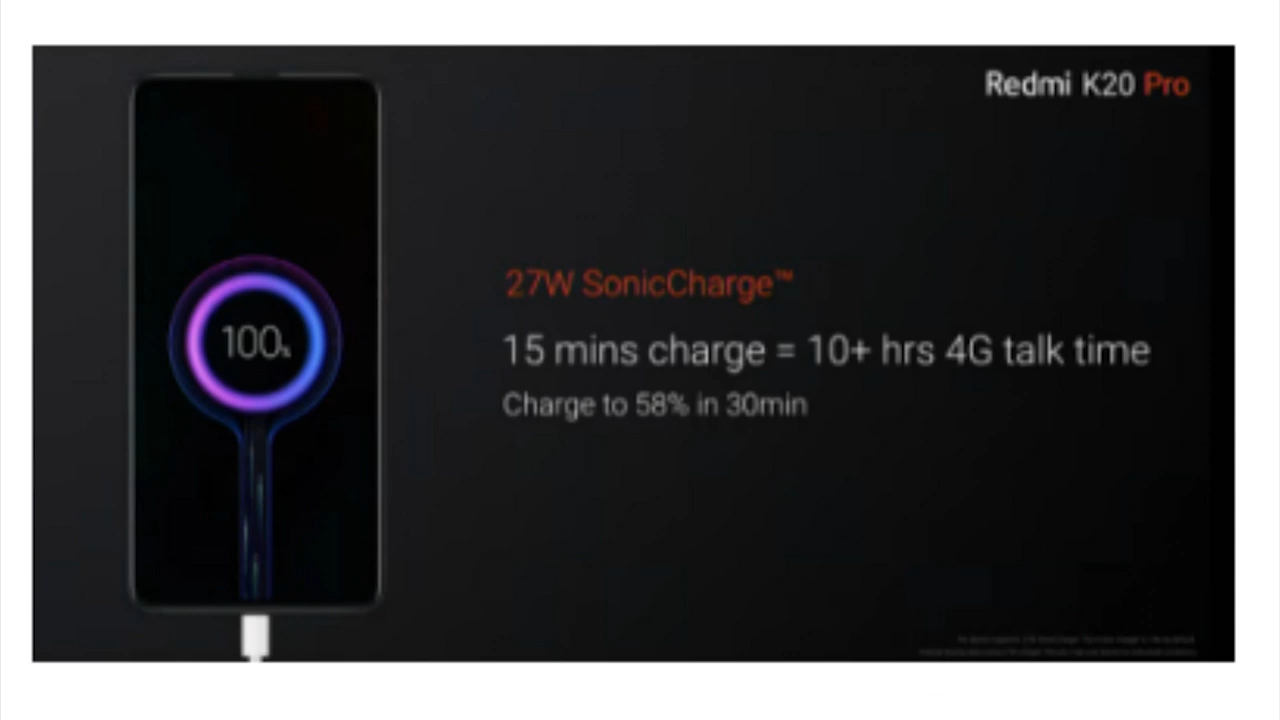 Redmi K20 Pro
100%
27W SonicCharge™
15 mins charge = 10+ hrs 4G talk time
Charge to 58% in 30min